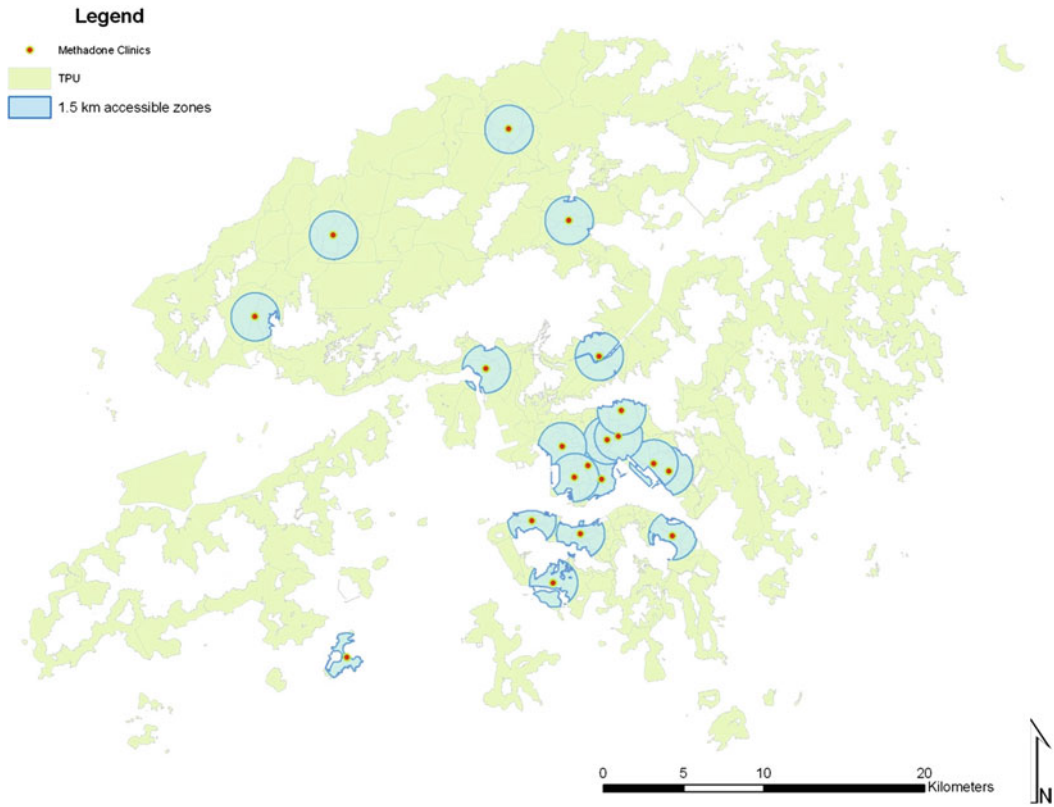 Legend
Methadone Clinics
TPU
1.5 km accessible zones
0 5 10 20
Kilometers
N